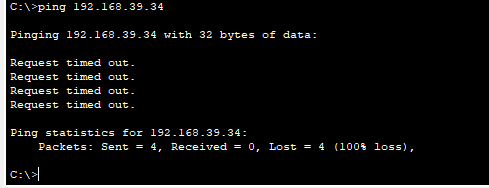 C:\>ping 192.168.39.34
Pinging 192.168.39.34 with 32 bytes of data:
Request timed out.
Request timed out.
Request timed out.
Request timed out.
Ping statistics for 192.168.39.34:
    Packets: Sent = 4, Received = 0, Lost = 4 (100% loss),
C:\>